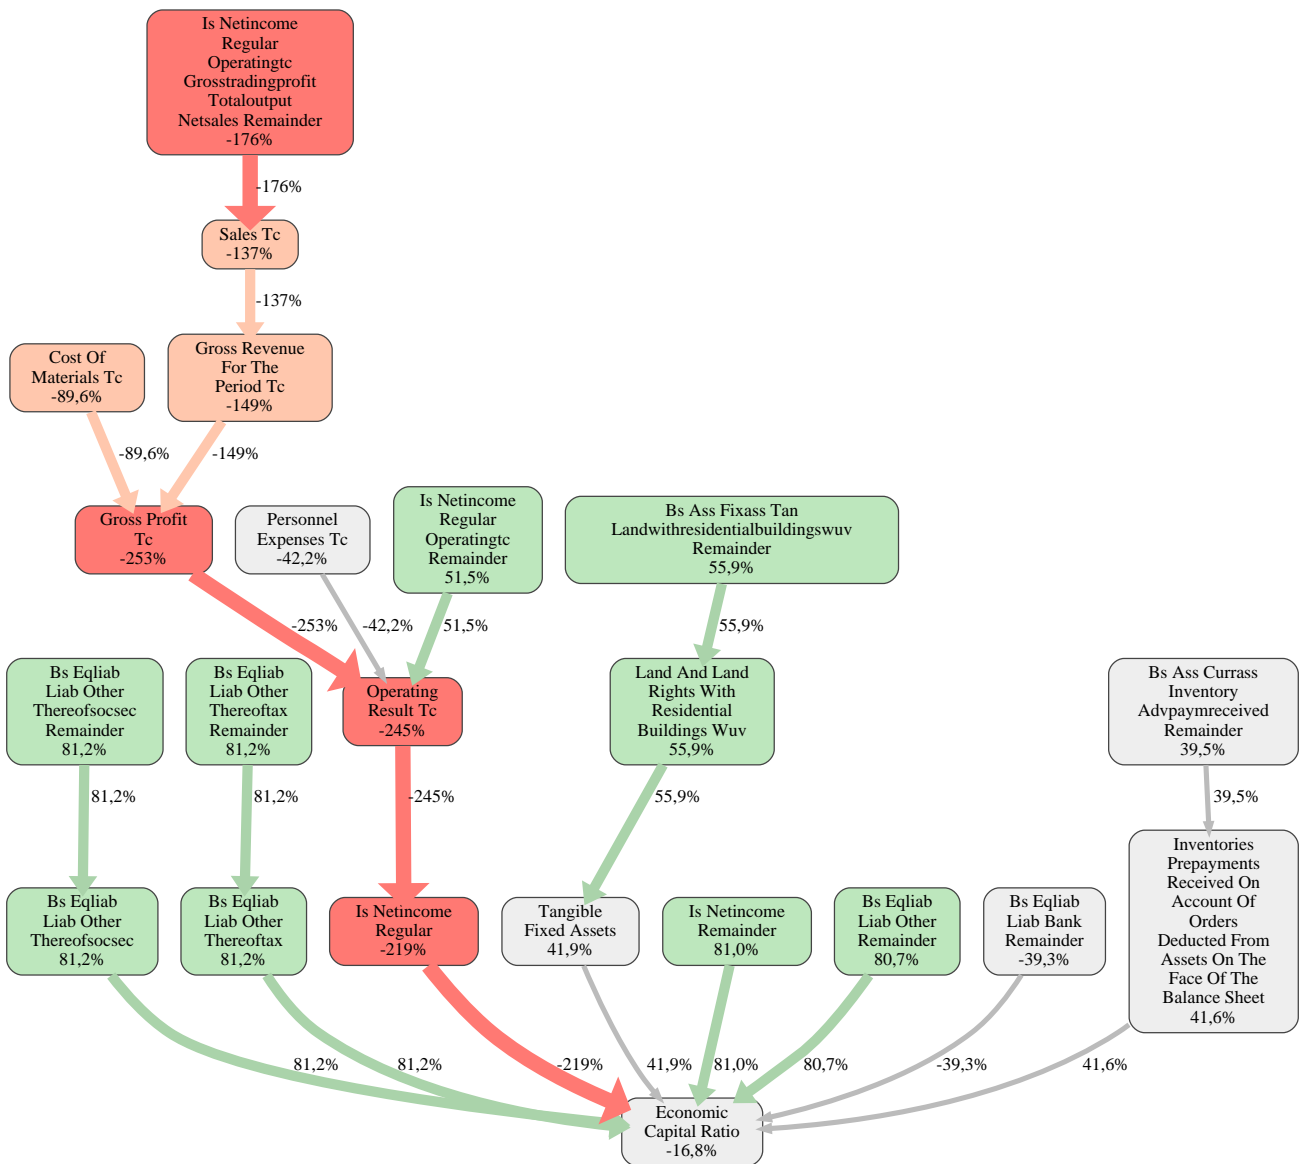 Is Netincome
Regular
Operatingtc
Grosstradingprofit
Totaloutput
Netsales Remainder
-176%
-176%
Sales Tc
-137%
-137%
Cost Of
Materials Tc
-89,6%
Gross Revenue
For The
Period Tc
-149%
-89,6%
-149%
Gross Profit
Tc
-253%
Personnel
Expenses Tc
-42,2%
Is Netincome
Regular
Operatingtc
Remainder
51,5%
Bs Ass Fixass Tan
Landwithresidentialbuildingswuv
Remainder
55,9%
-253%
-42,2%
51,5%
55,9%
Bs Eqliab
Liab Other
Thereofsocsec
Remainder
81,2%
Bs Eqliab
Liab Other
Thereoftax
Remainder
81,2%
Operating
Result Tc
-245%
Land And Land
Rights With
Residential
Buildings Wuv
55,9%
Bs Ass Currass
Inventory
Advpaymreceived
Remainder
39,5%
81,2%
81,2%
-245%
55,9%
39,5%
Bs Eqliab
Liab Other
Thereofsocsec
81,2%
Bs Eqliab
Liab Other
Thereoftax
81,2%
Is Netincome
Regular
-219%
Tangible
Fixed Assets
41,9%
Is Netincome
Remainder
81,0%
Bs Eqliab
Liab Other
Remainder
80,7%
Bs Eqliab
Liab Bank
Remainder
-39,3%
Inventories
Prepayments
Received On
Account Of
Orders
Deducted From
Assets On The
Face Of The
Balance Sheet
41,6%
81,2%
81,2%
-219%
41,9%
81,0%
80,7%
-39,3%
41,6%
Economic
Capital Ratio
-16,8%